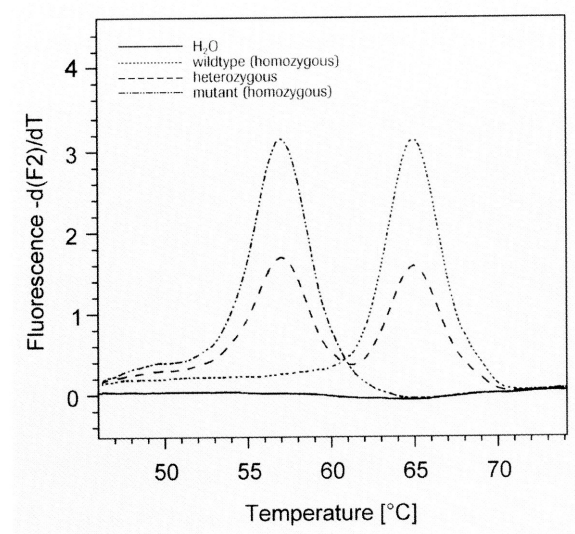 H₂O
wildtype (homozygous)
heterozygous
mutant (homozygous)
4
3
2
1
0
Fluorescence -d(F2)/dT
50
55
60
65
70
Temperature [°C]